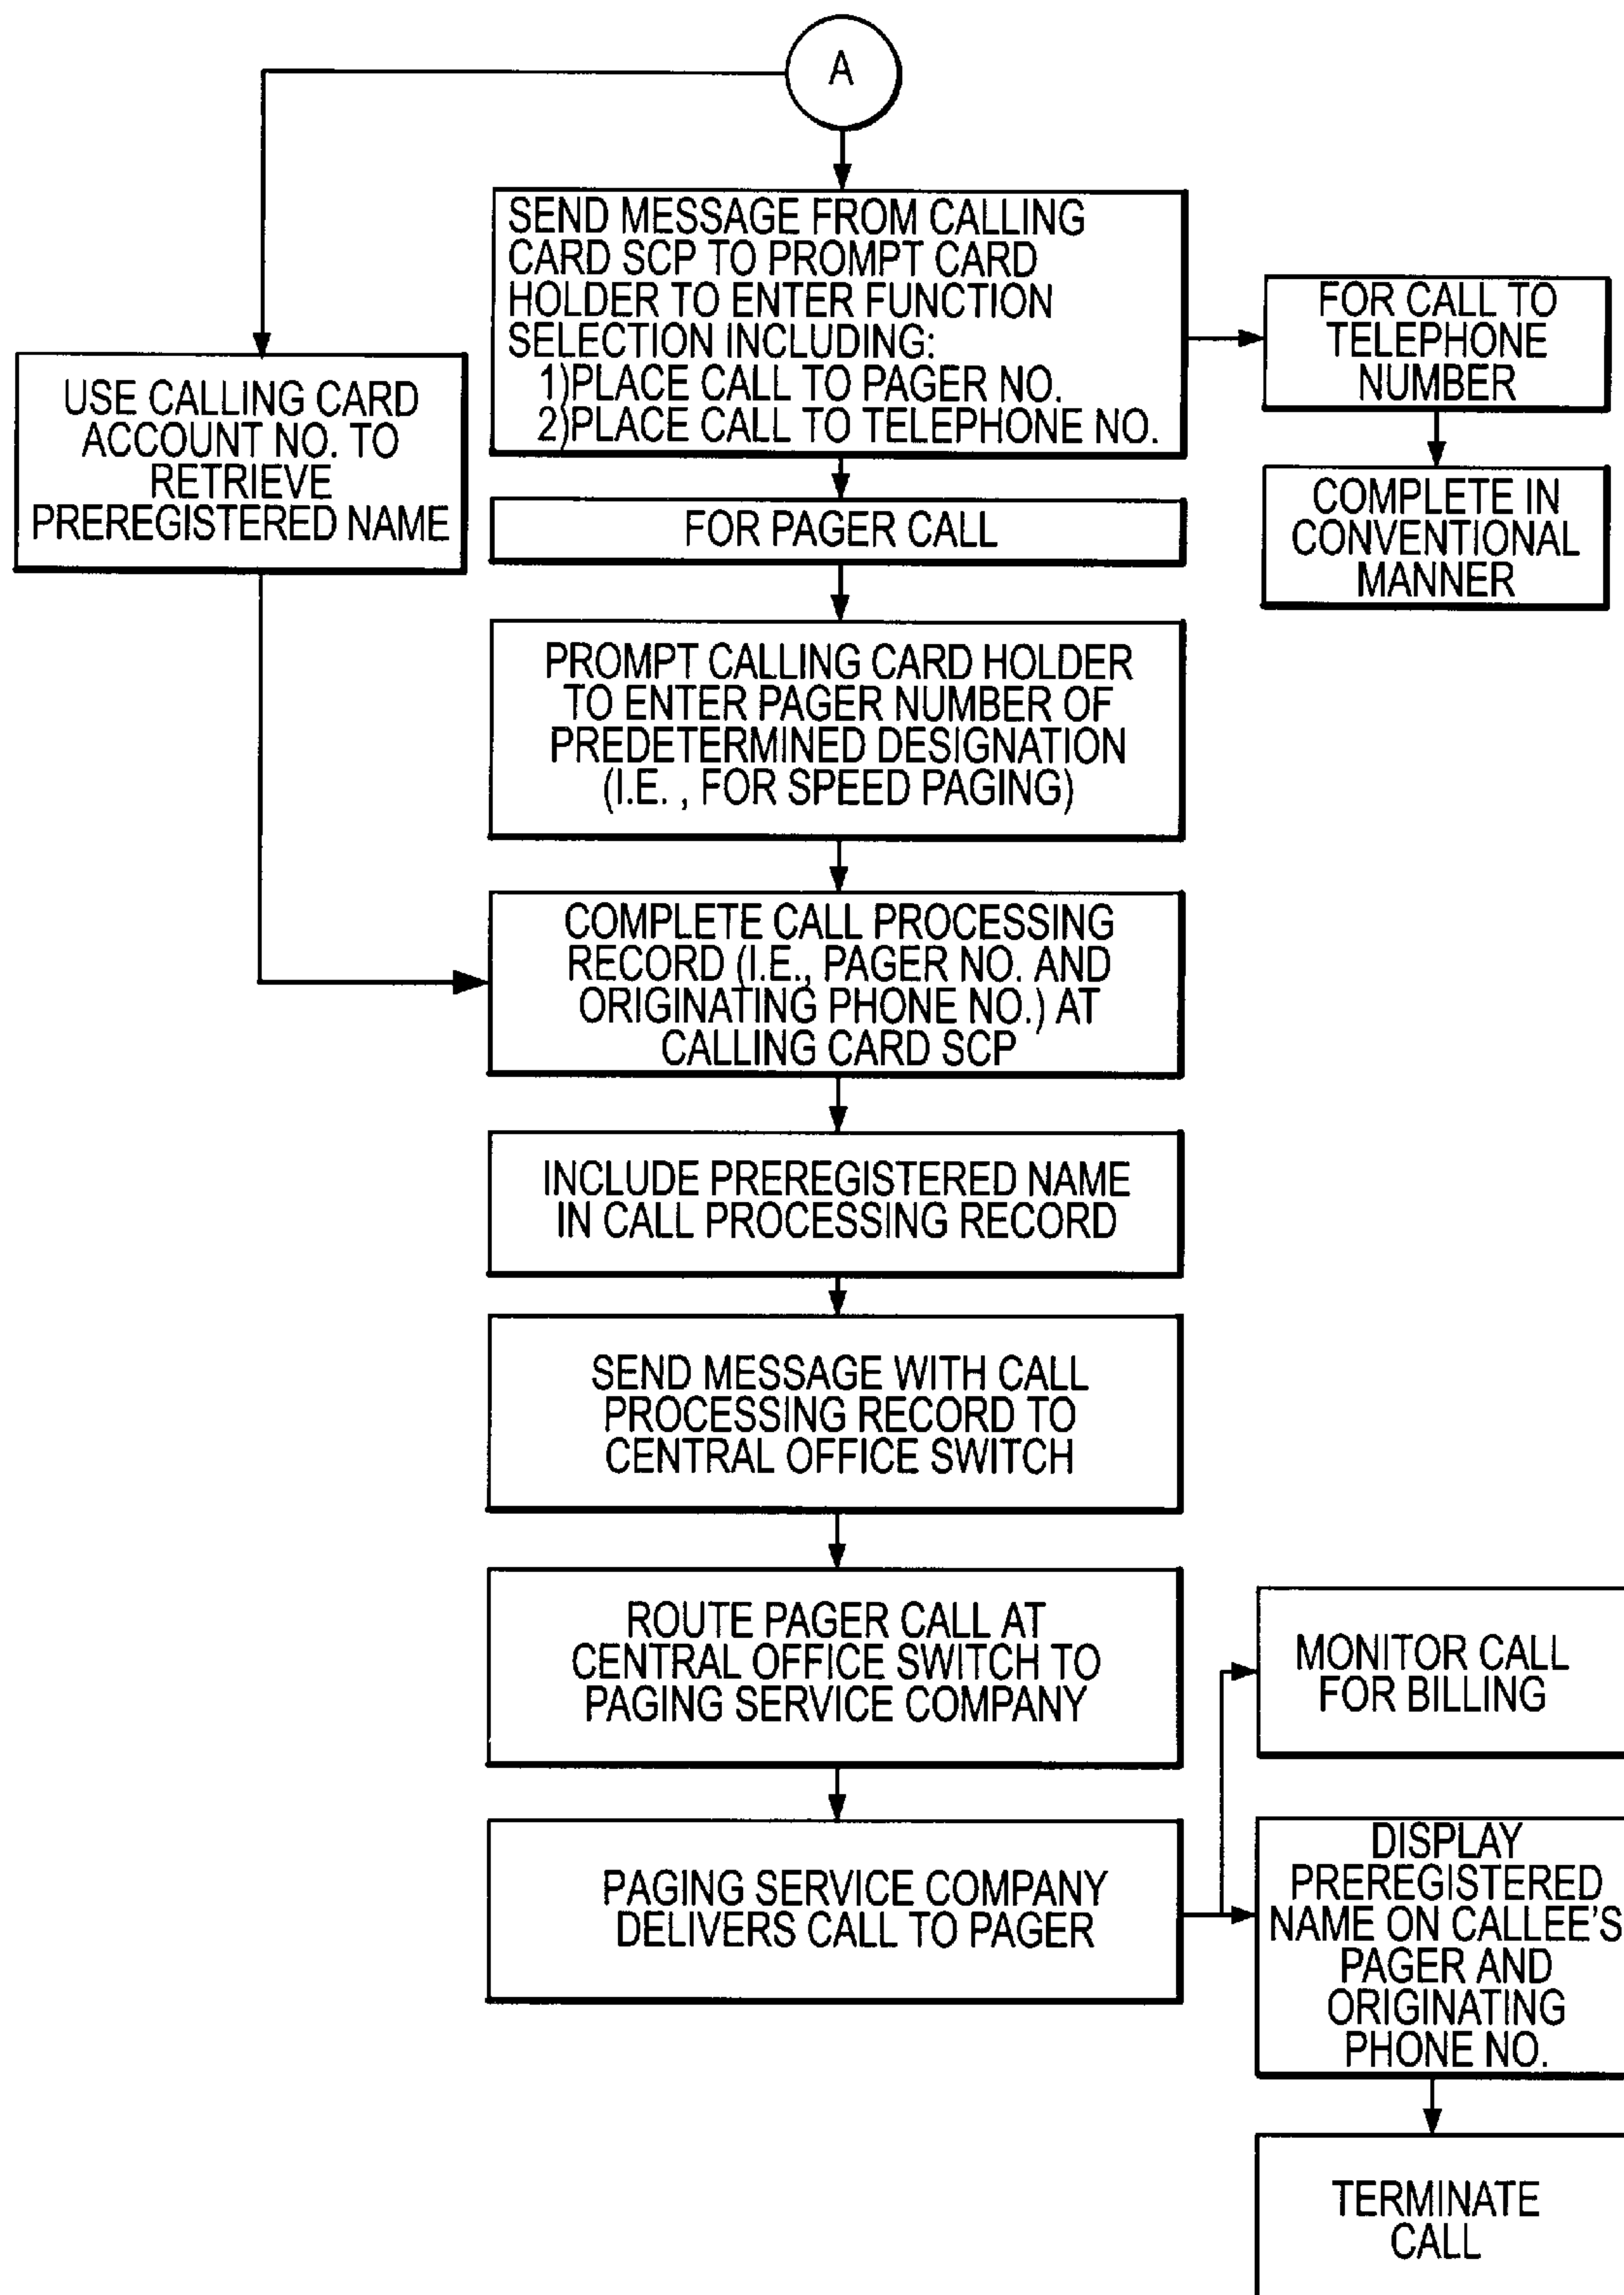 A
SEND MESSAGE FROM CALLING
CARD SCP TO PROMPT CARD
HOLDER TO ENTER FUNCTION
SELECTION INCLUDING:
1)PLACE CALL TO PAGER NO.
2)PLACE CALL TO TELEPHONE NO.
FOR CALL TO
TELEPHONE
NUMBER
USE CALLING CARD
ACCOUNT NO. TO
RETRIEVE
PREREGISTERED NAME
COMPLETE IN
CONVENTIONAL
MANNER
FOR PAGER CALL
PROMPT CALLING CARD HOLDER
TO ENTER PAGER NUMBER OF
PREDETERMINED DESIGNATION
(I.E. , FOR SPEED PAGING)
COMPLETE CALL PROCESSING
RECORD (I.E., PAGER NO. AND
ORIGINATING PHONE NO.) AT
CALLING CARD SCP
INCLUDE PREREGISTERED NAME
IN CALL PROCESSING RECORD
SEND MESSAGE WITH CALL
PROCESSING RECORD TO
CENTRAL OFFICE SWITCH
ROUTE PAGER CALL AT
CENTRAL OFFICE SWITCH TO
PAGING SERVICE COMPANY
MONITOR CALL
FOR BILLING
PAGING SERVICE COMPANY
DELIVERS CALL TO PAGER
DISPLAY
PREREGISTERED
NAME ON CALLEE'S
PAGER AND
ORIGINATING
PHONE NO.
TERMINATE
CALL